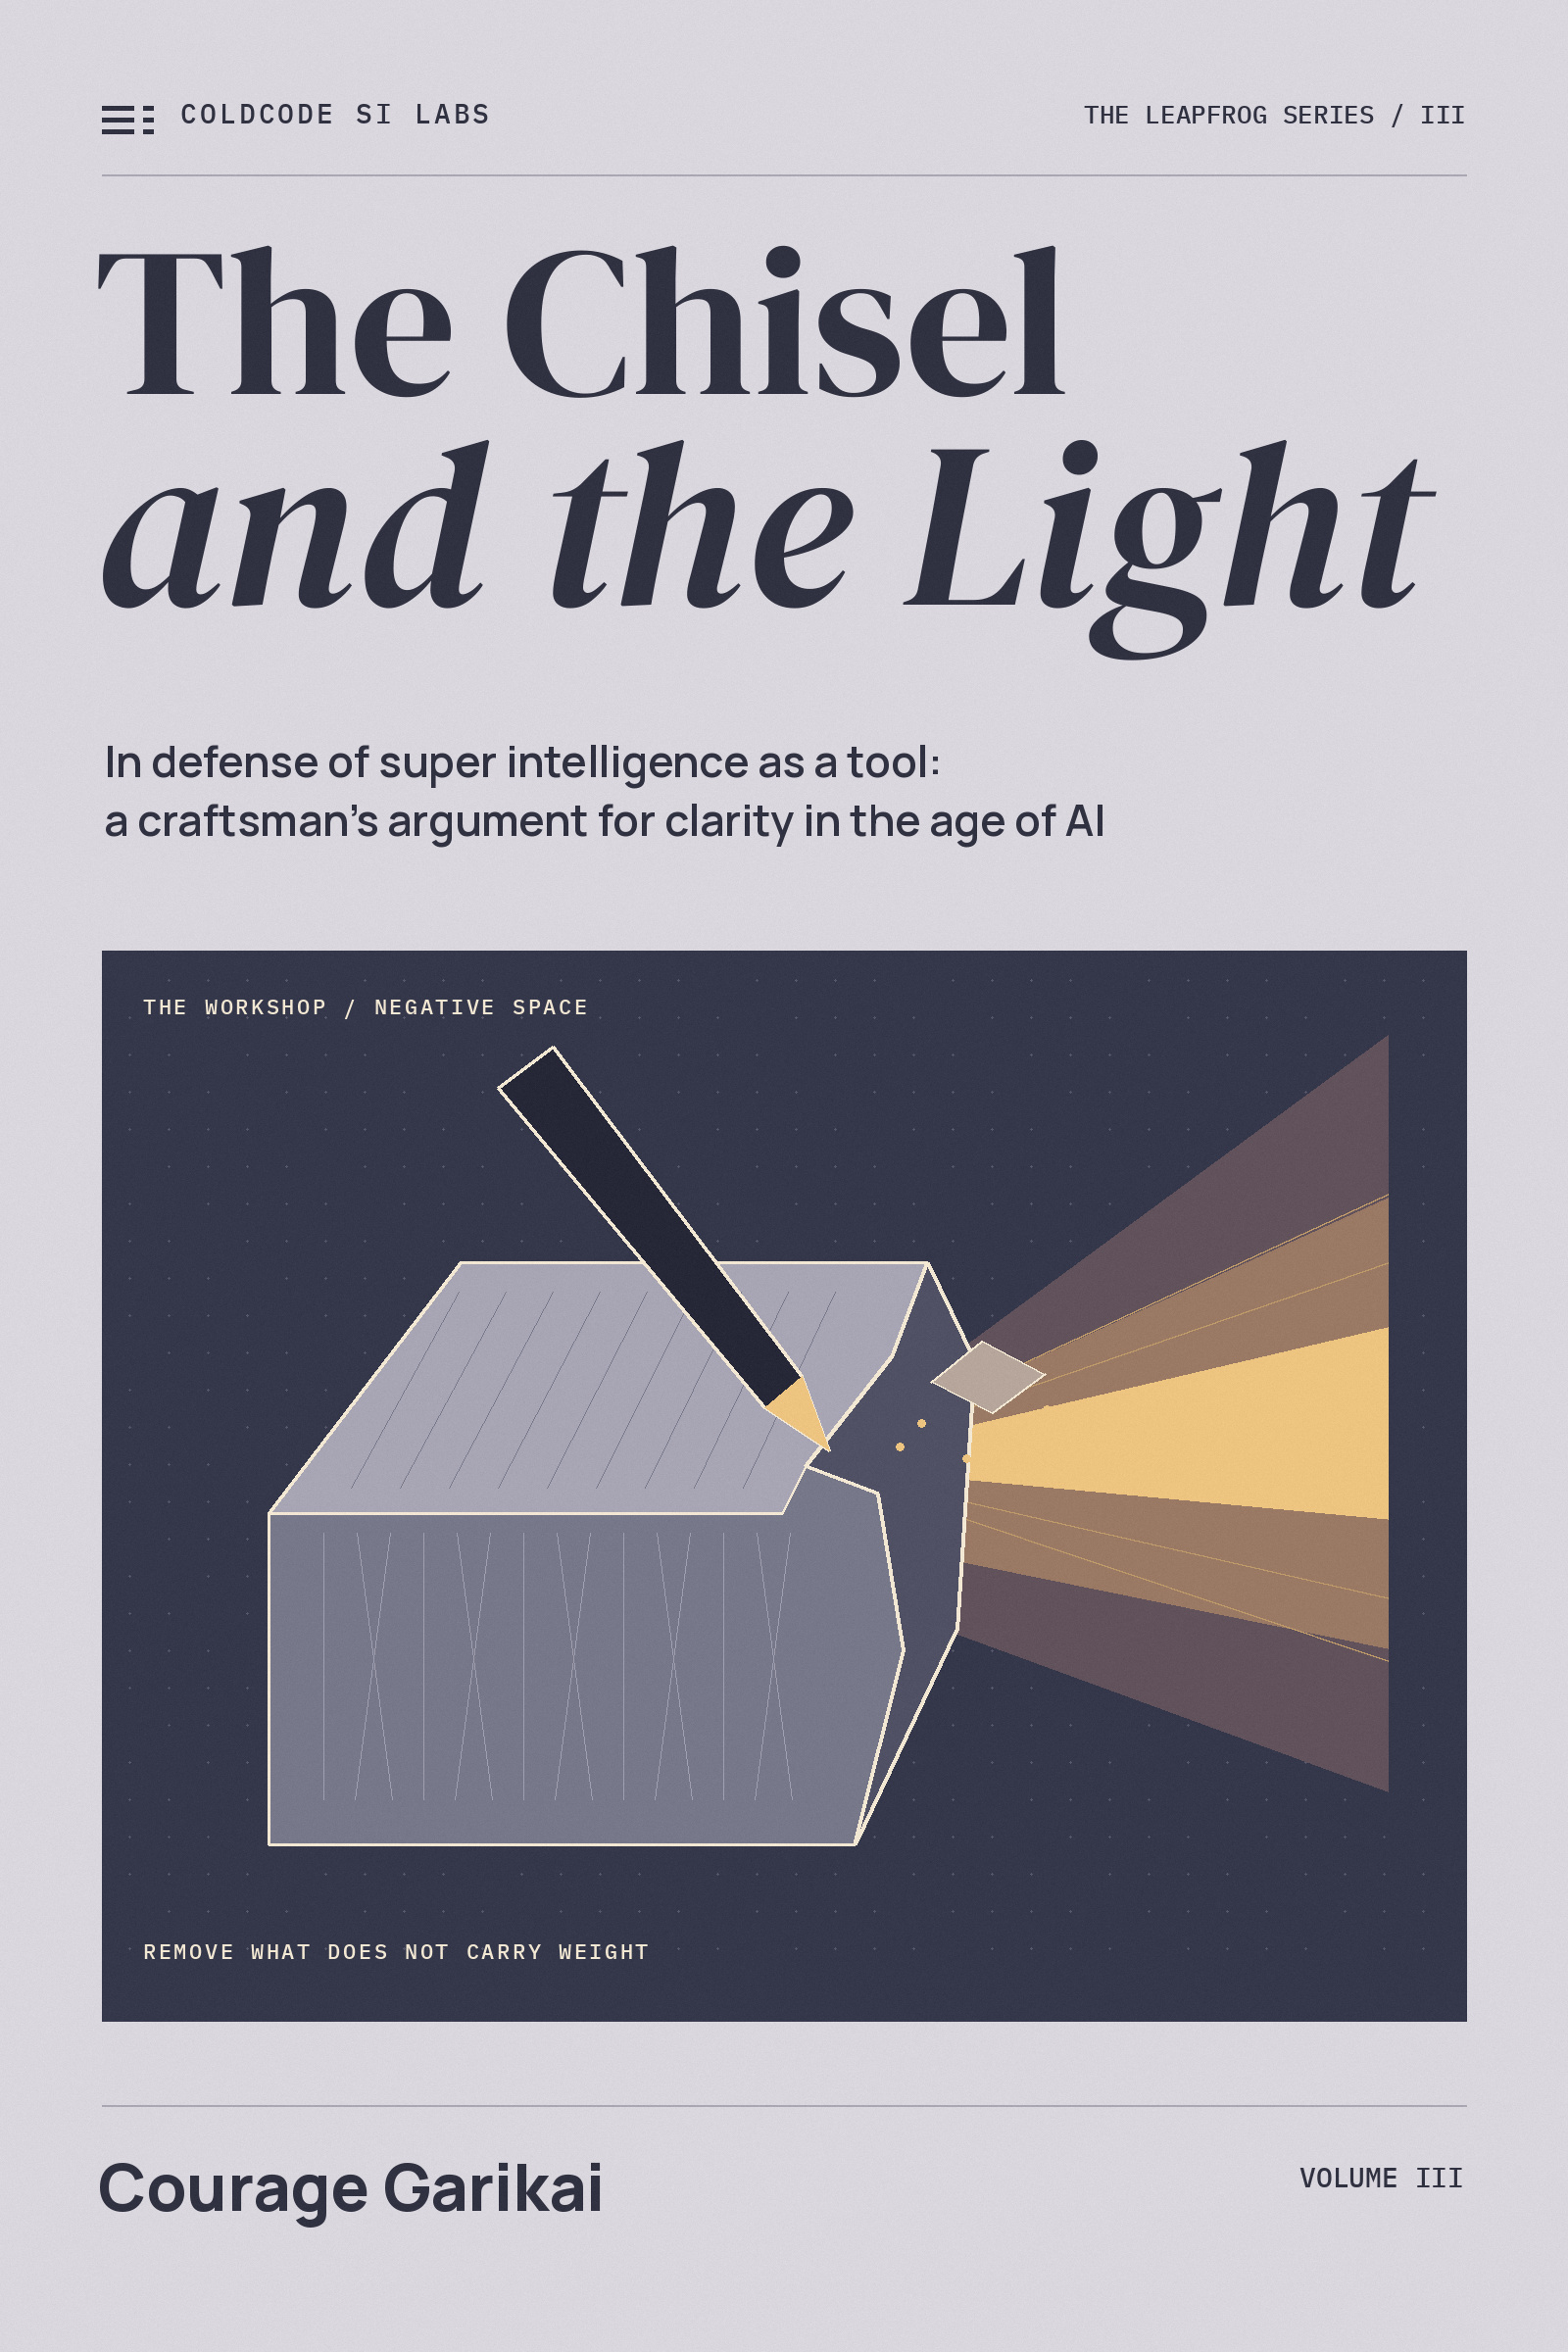 COLDCODE SI LABS
THE LEAPFROG SERIES / III
The Chisel
and the Light
In defense of super intelligence as a tool:
a craftsman’s argument for clarity in the age of AI
THE WORKSHOP / NEGATIVE SPACE
REMOVE WHAT DOES NOT CARRY WEIGHT
Courage Garikai
VOLUME III